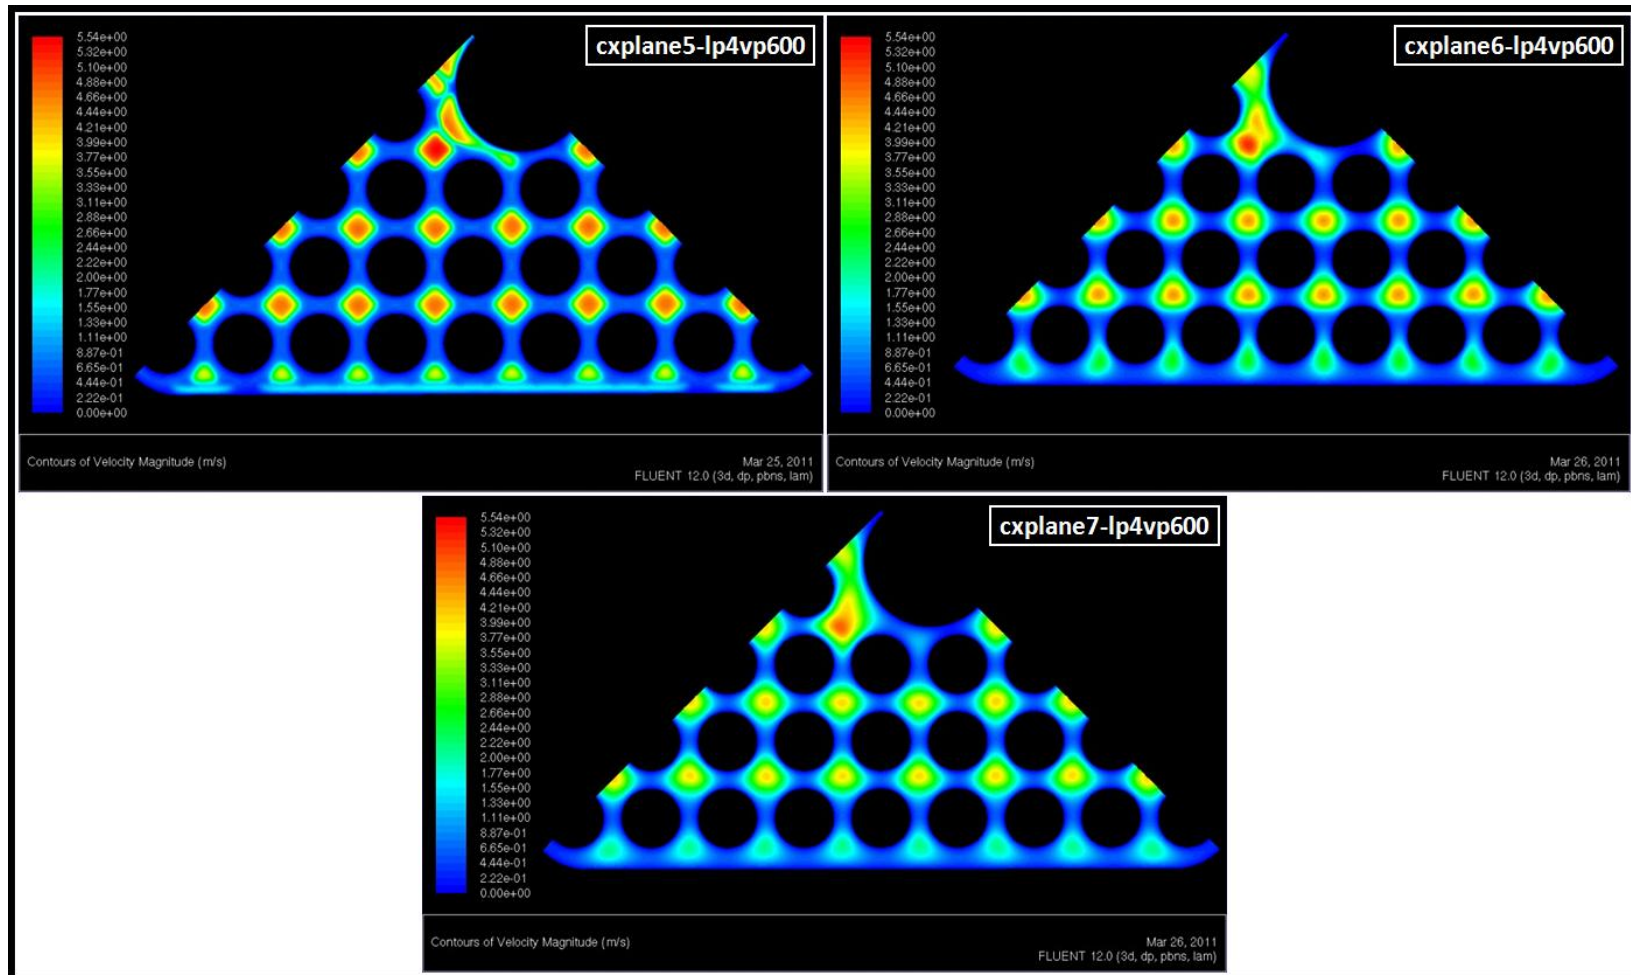 cxplane5-lp4vp600
5.54e+00
5.32e+00
5.10e+00
4.88e+00
4.66e+00
4.44e+00
4.21e+00
3.99e+00
3.77e+00
3.55e+00
3.33e+00
3.11e+00
2.88e+00
2.66e+00
2.44e+00
2.22e+00
2.00e+00
1.77e+00
1.55e+00
1.33e+00
1.11e+00
8.87e-01
6.65e-01
4.44e-01
2.22e-01
0.00e+00
Contours of Velocity Magnitude (m/s)
Mar 25, 2011
FLUENT 12.0 (3d, dp, pbns, lam)
cxplane6-lp4vp600
5.54e+00
5.32e+00
5.10e+00
4.88e+00
4.66e+00
4.44e+00
4.21e+00
3.99e+00
3.77e+00
3.55e+00
3.33e+00
3.11e+00
2.88e+00
2.66e+00
2.44e+00
2.22e+00
2.00e+00
1.77e+00
1.55e+00
1.33e+00
1.11e+00
8.87e-01
6.65e-01
4.44e-01
2.22e-01
0.00e+00
Contours of Velocity Magnitude (m/s)
Mar 26, 2011
FLUENT 12.0 (3d, dp, pbns, lam)
cxplane7-lp4vp600
5.54e+00
5.32e+00
5.10e+00
4.88e+00
4.66e+00
4.44e+00
4.21e+00
3.99e+00
3.77e+00
3.55e+00
3.33e+00
3.11e+00
2.88e+00
2.66e+00
2.44e+00
2.22e+00
2.00e+00
1.77e+00
1.55e+00
1.33e+00
1.11e+00
8.87e-01
6.65e-01
4.44e-01
2.22e-01
0.00e+00
Contours of Velocity Magnitude (m/s)
Mar 26, 2011
FLUENT 12.0 (3d, dp, pbns, lam)